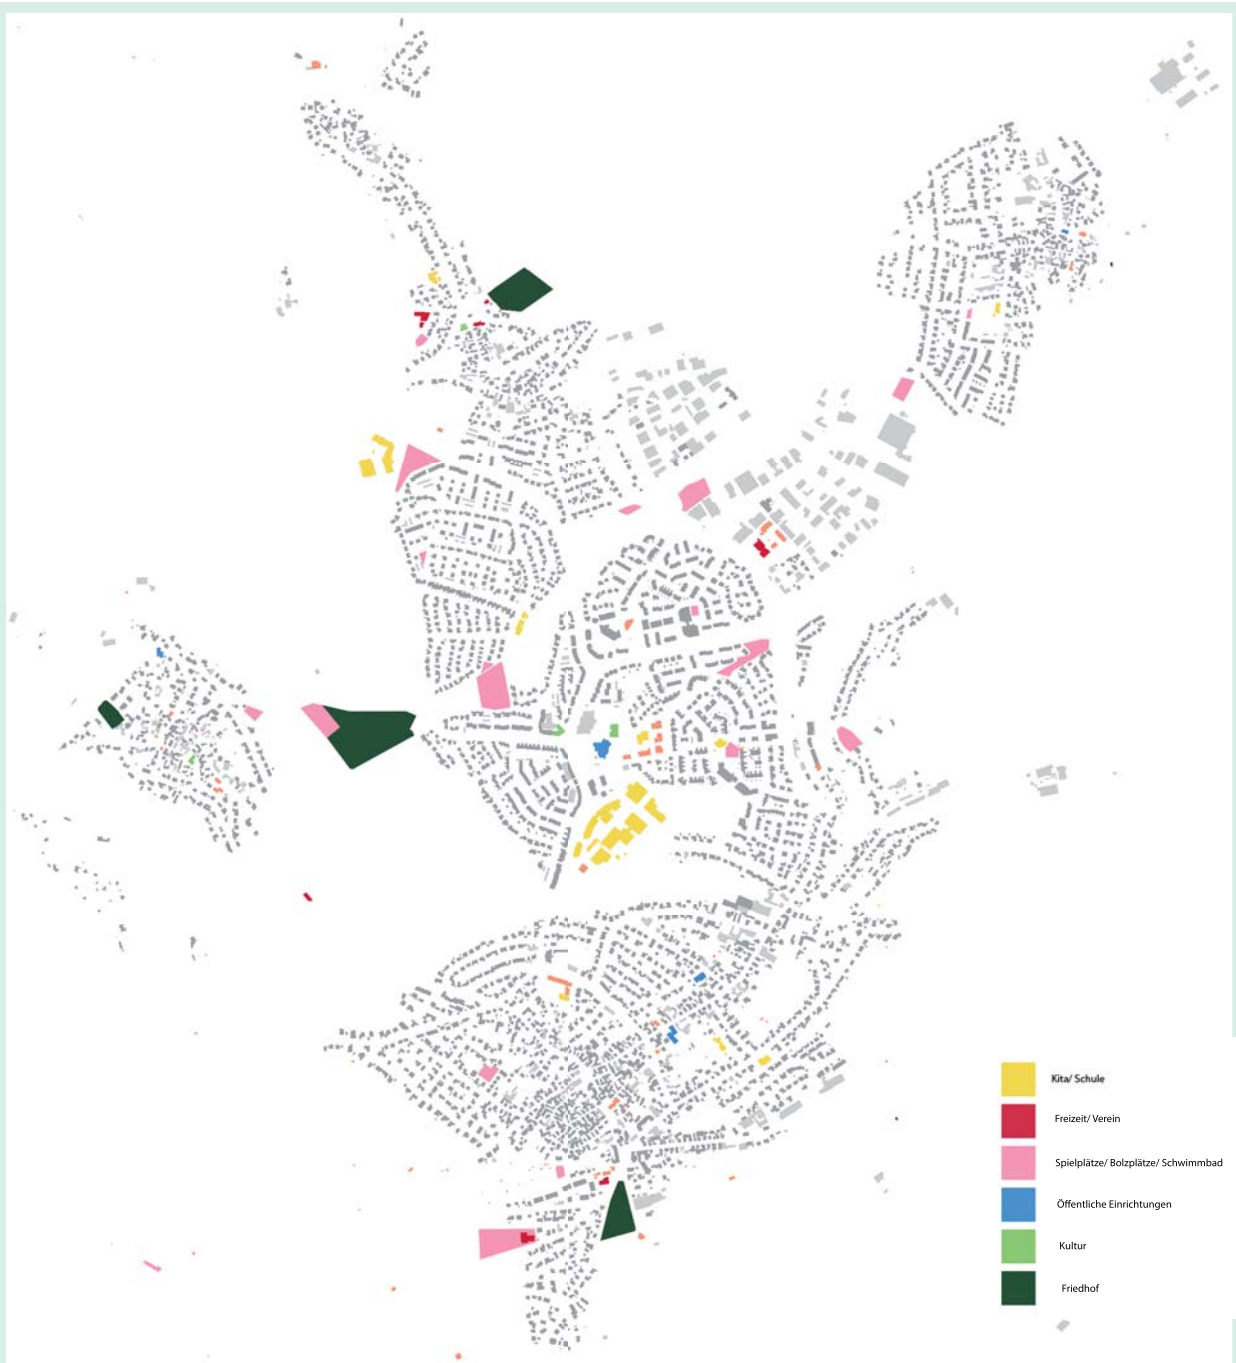 Kita/ Schule
Freizeit/ Verein
Spielplätze/ Bolzplätze/ Schwimmbad
Öffentliche Einrichtungen
Kultur
Friedhof